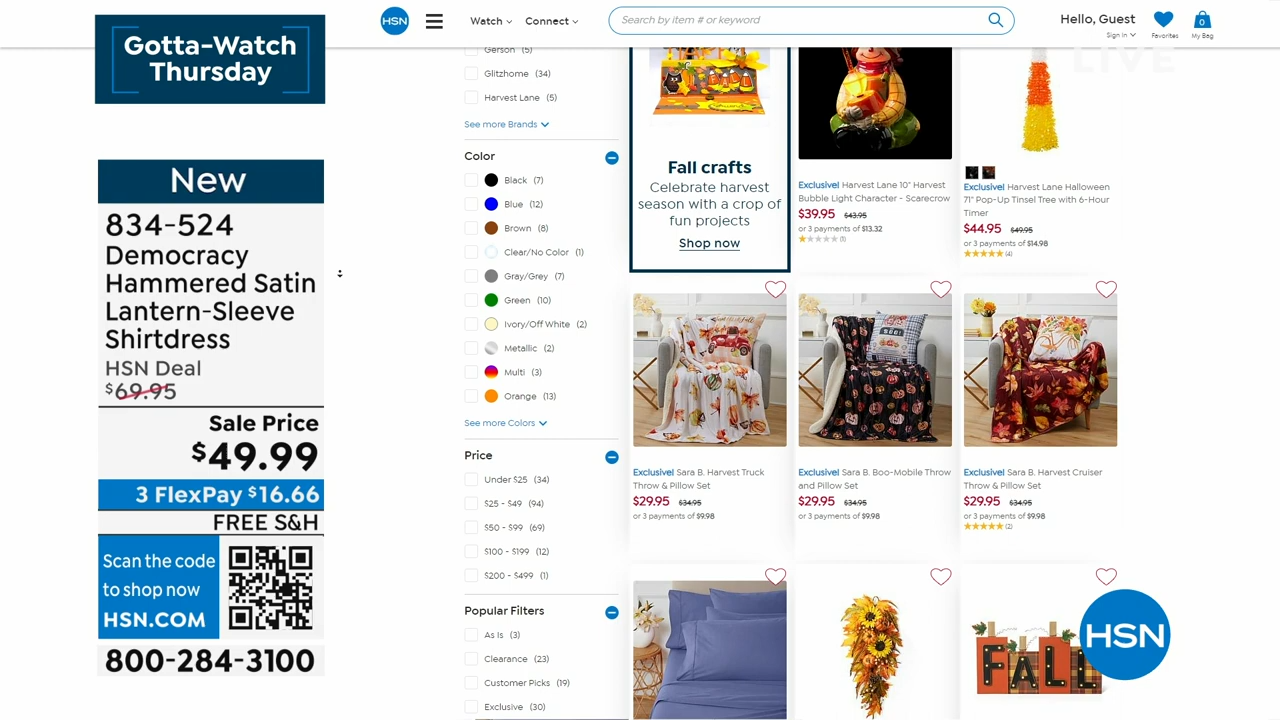 Gotta-Watch
Thursday
New
834-524
Democracy
Hammered Satin
Lantern-Sleeve
Shirtdress
HSN Deal
$69.95
Sale Price
$49.99
3 FlexPay $16.66
FREE S&H
Scan the code
to shop now
HSN.COM
800-284-3100
HSN
Watch
Connect
Search by item # or keyword
Hello, Guest
Sign In
Favorites
0
My Bag
LIVE
Gerson (5)
Glitzhome (34)
Harvest Lane (5)
See more Brands
Color
Black (7)
Blue (12)
Brown (8)
Clear/No Color (1)
Gray/Grey (7)
Green (10)
Ivory/Off White (2)
Metallic (2)
Multi (3)
Orange (13)
See more Colors
Price
Under $25 (34)
$25 - $49 (94)
$50 - $99 (69)
$100 - $199 (12)
$200 - $499 (1)
Popular Filters
As Is (3)
Clearance (23)
Customer Picks (19)
Exclusive (30)
Fall crafts
Celebrate harvest
season with a crop of
fun projects
Shop now
Exclusive! Harvest Lane 10" Harvest
Bubble Light Character - Scarecrow
$39.95 $43.95
or 3 payments of $13.32
(1)
Exclusive! Harvest Lane Halloween
71" Pop-Up Tinsel Tree with 6-Hour
Timer
$44.95 $49.95
or 3 payments of $14.98
(4)
Exclusive! Sara B. Harvest Truck
Throw & Pillow Set
$29.95 $34.95
or 3 payments of $9.98
Exclusive! Sara B. Boo-Mobile Throw
and Pillow Set
$29.95 $34.95
or 3 payments of $9.98
Exclusive! Sara B. Harvest Cruiser
Throw & Pillow Set
$29.95 $34.95
or 3 payments of $9.98
(2)
FALL
HSN